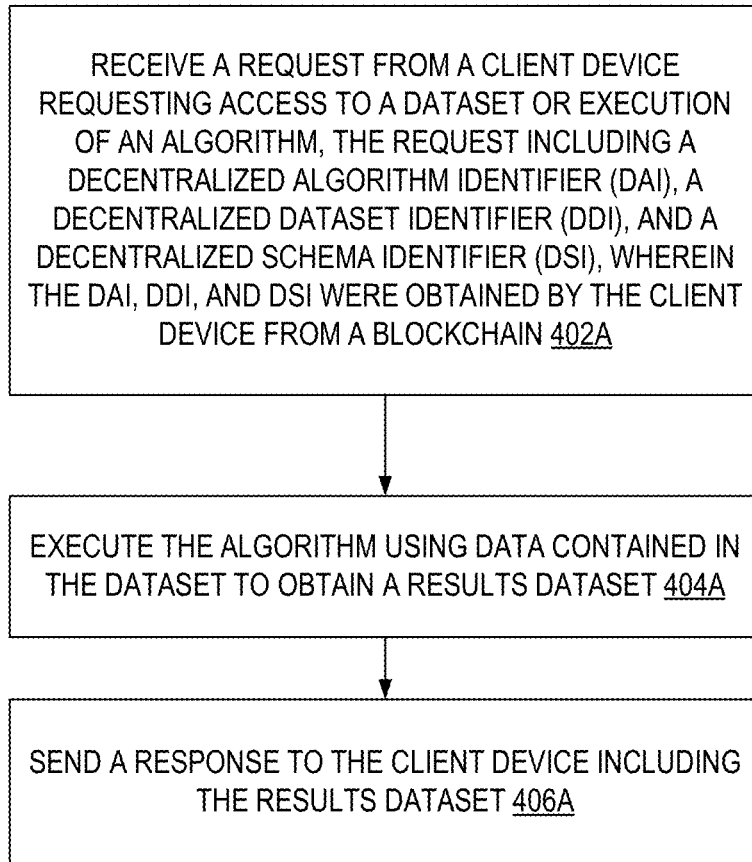 RECEIVE A REQUEST FROM A CLIENT DEVICE
REQUESTING ACCESS TO A DATASET OR EXECUTION
OF AN ALGORITHM, THE REQUEST INCLUDING A
DECENTRALIZED ALGORITHM IDENTIFIER (DAI), A
DECENTRALIZED DATASET IDENTIFIER (DDI), AND A
DECENTRALIZED SCHEMA IDENTIFIER (DSI), WHEREIN
THE DAI, DDI, AND DSI WERE OBTAINED BY THE CLIENT
DEVICE FROM A BLOCKCHAIN 402A
EXECUTE THE ALGORITHM USING DATA CONTAINED IN
THE DATASET TO OBTAIN A RESULTS DATASET 404A
SEND A RESPONSE TO THE CLIENT DEVICE INCLUDING
THE RESULTS DATASET 406A